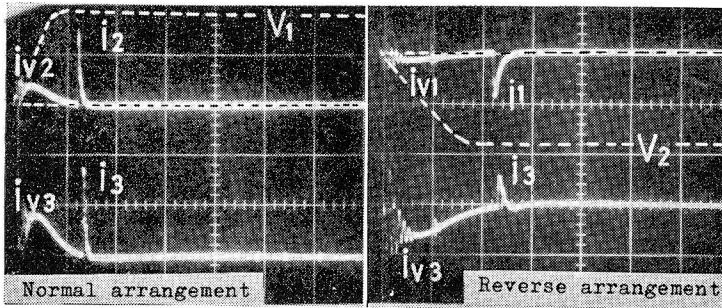 V1
i2
iv2
i3
iv3
Normal arrangement
iv1
i1
V2
i3
iv3
Reverse arrangement